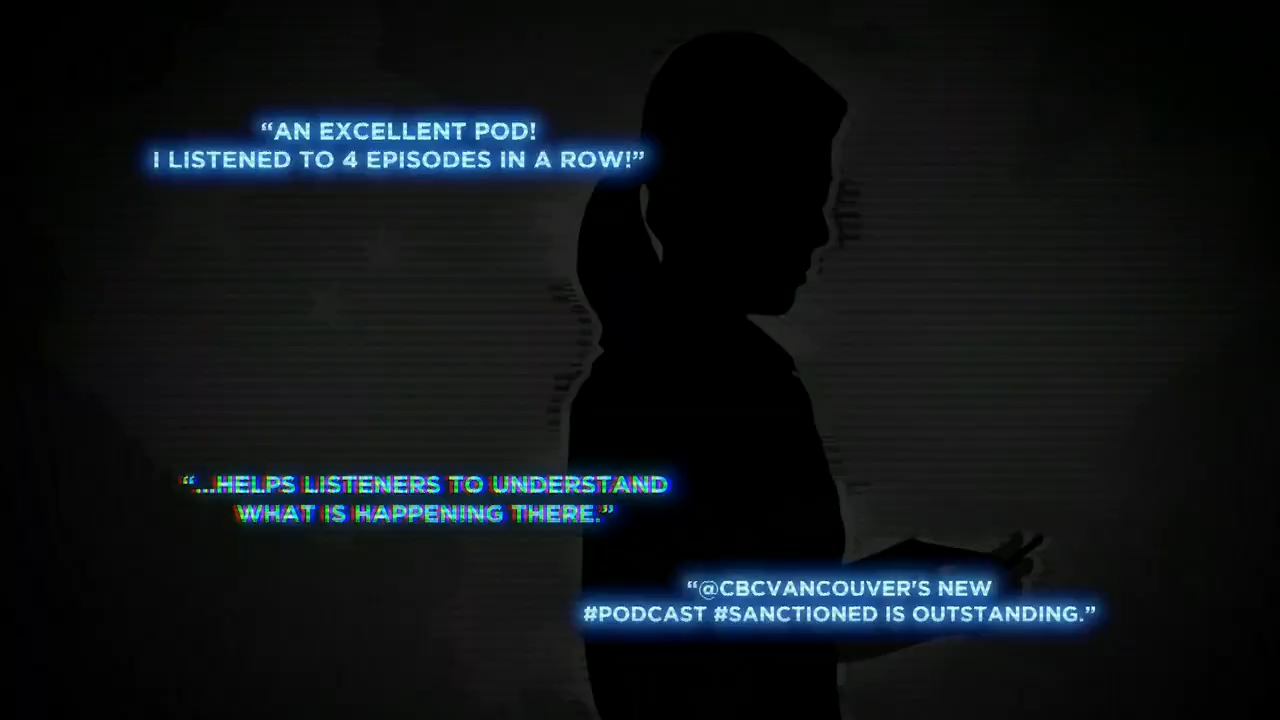 “AN EXCELLENT POD!
I LISTENED TO 4 EPISODES IN A ROW!”
“...HELPS LISTENERS TO UNDERSTAND
WHAT IS HAPPENING THERE.”
“@CBCVANCOUVER'S NEW
#PODCAST #SANCTIONED IS OUTSTANDING.”